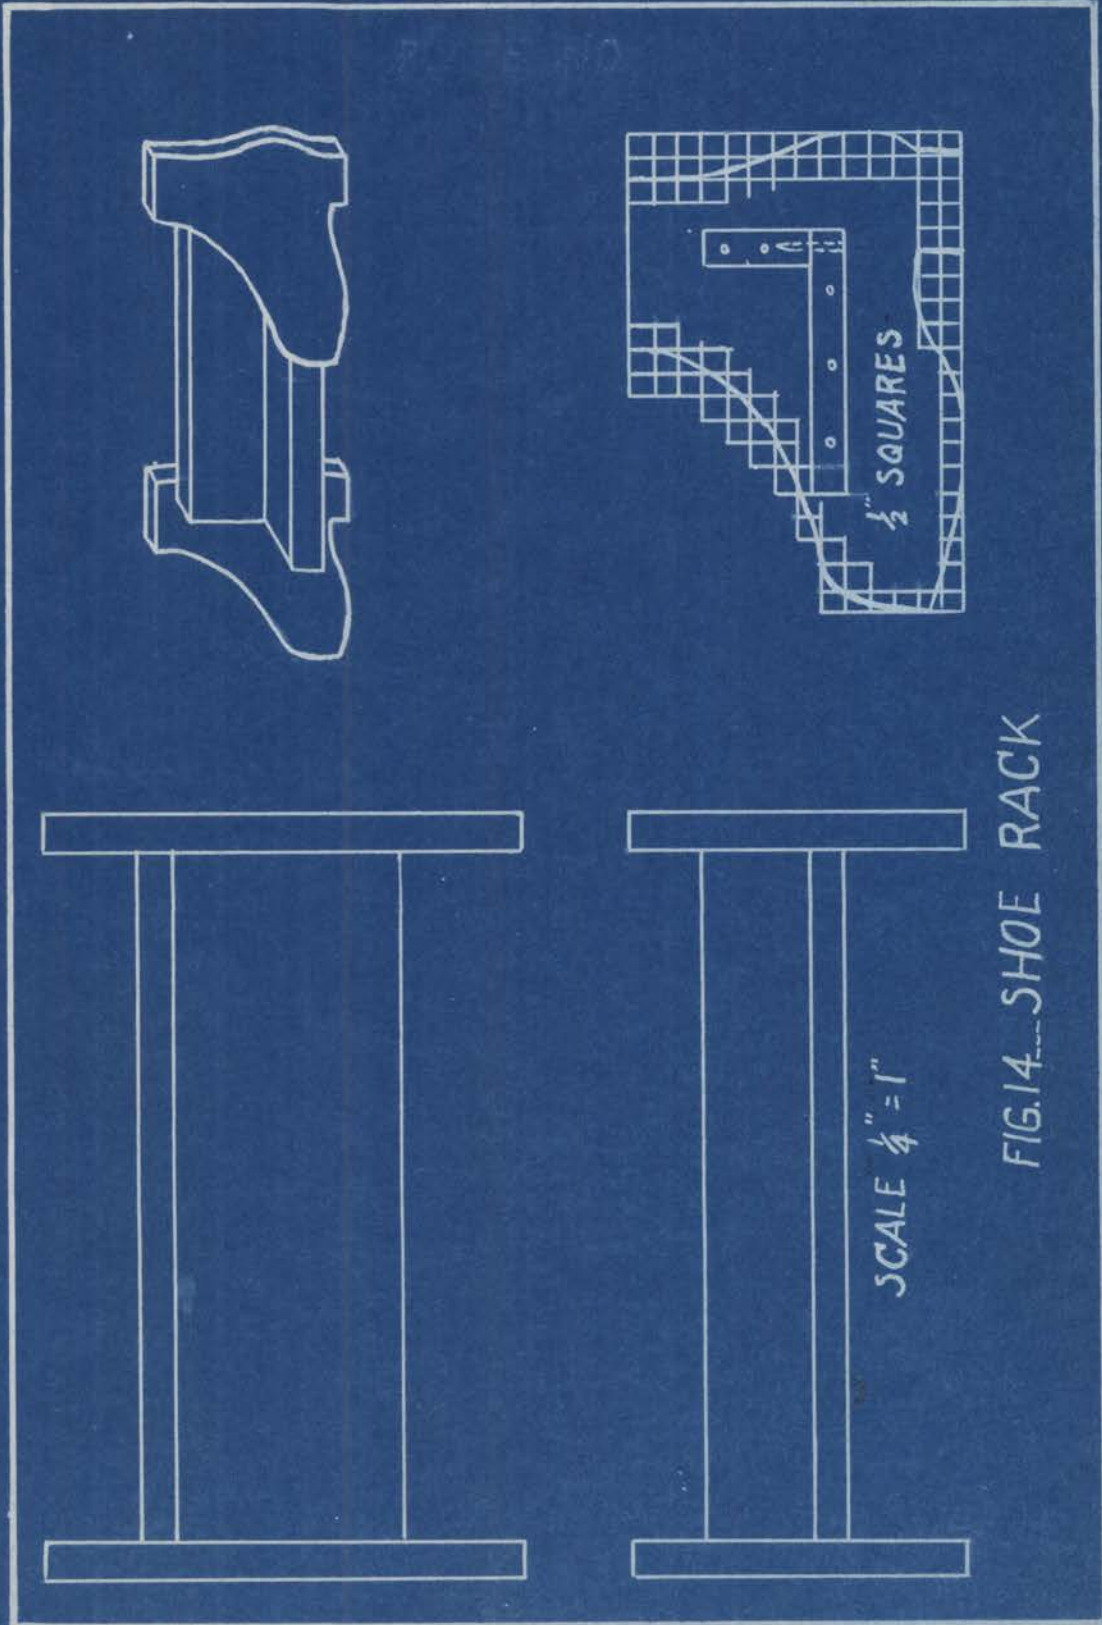 ½" SQUARES
SCALE ¼" = 1"
FIG.14---SHOE RACK